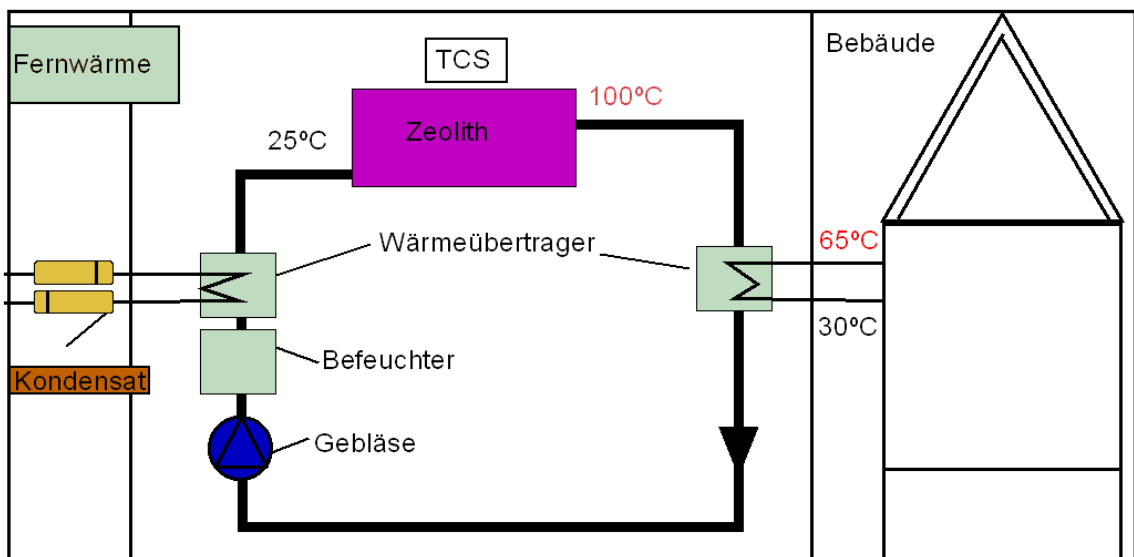 Fernwärme
TCS
Bebäude
100ºC
Zeolith
25ºC
Wärmeübertrager
65ºC
30ºC
Befeuchter
Kondensat
Gebläse